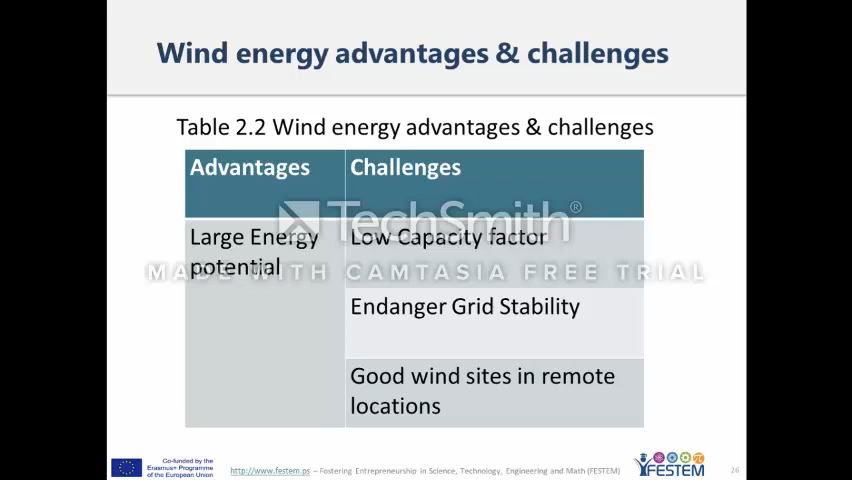 Wind energy advantages & challenges
Table 2.2 Wind energy advantages & challenges
Advantages
Challenges
Large Energy
potential
Low Capacity factor
Endanger Grid Stability
Good wind sites in remote
locations
TechSmith®
MADE WITH CAMTASIA FREE TRIAL
Co-funded by the
Erasmus+ Programme
of the European Union
http://www.festem.ps – Fostering Entrepreneurship in Science, Technology, Engineering and Math (FESTEM)
FESTEM
26